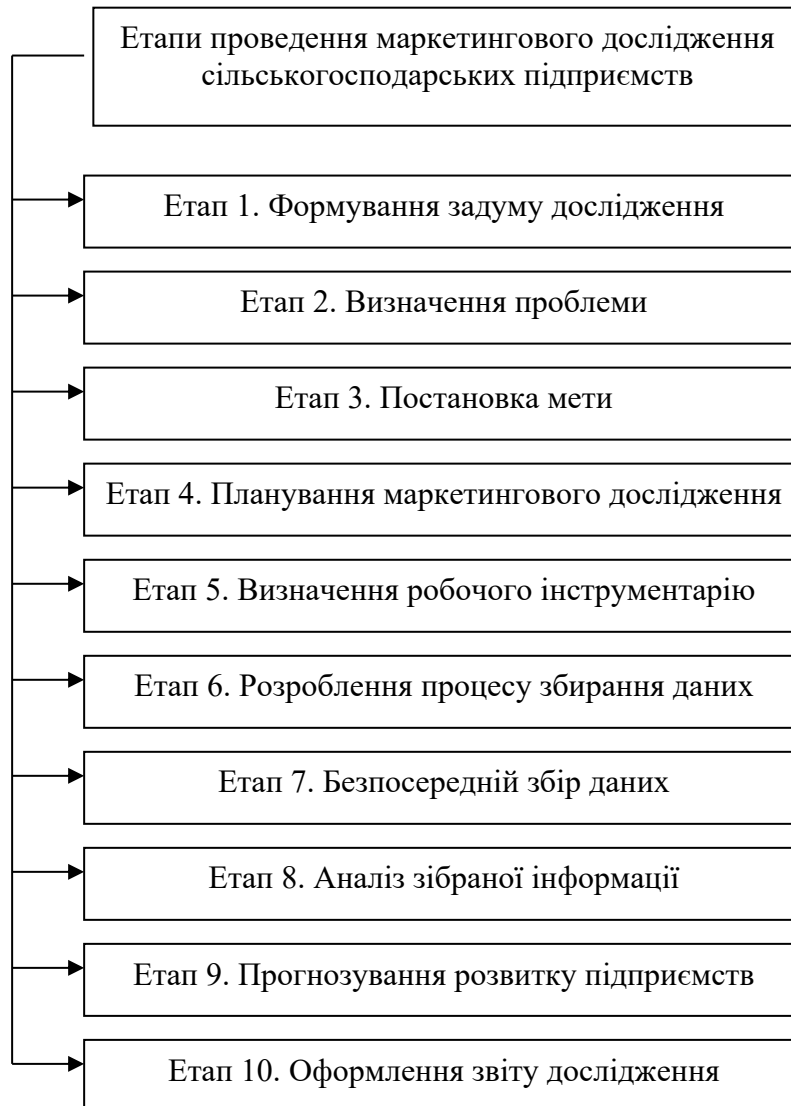 Етапи проведення маркетингового дослідження
сільськогосподарських підприємств
Етап 1. Формування задуму дослідження
Етап 2. Визначення проблеми
Етап 3. Постановка мети
Етап 4. Планування маркетингового дослідження
Етап 5. Визначення робочого інструментарію
Етап 6. Розроблення процесу збирання даних
Етап 7. Безпосередній збір даних
Етап 8. Аналіз зібраної інформації
Етап 9. Прогнозування розвитку підприємств
Етап 10. Оформлення звіту дослідження